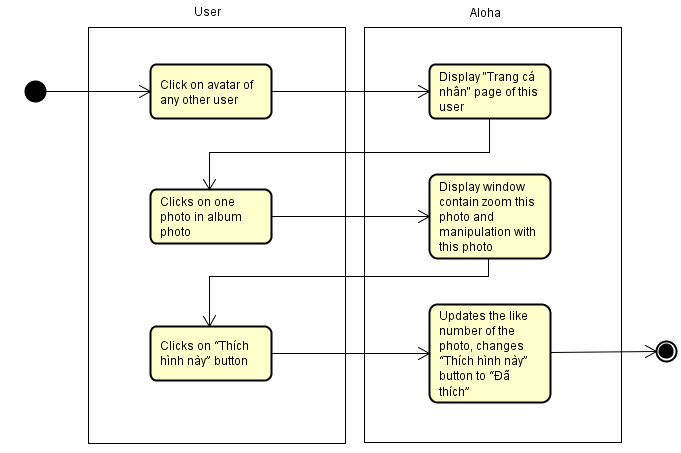 User
Aloha
Click on avatar of
any other user
Display "Trang cá
nhân" page of this
user
Clicks on one
photo in album
photo
Display window
contain zoom this
photo and
manipulation with
this photo
Clicks on “Thích
hình này” button
Updates the like
number of the
photo, changes
“Thích hình này”
button to “Đã
thích”